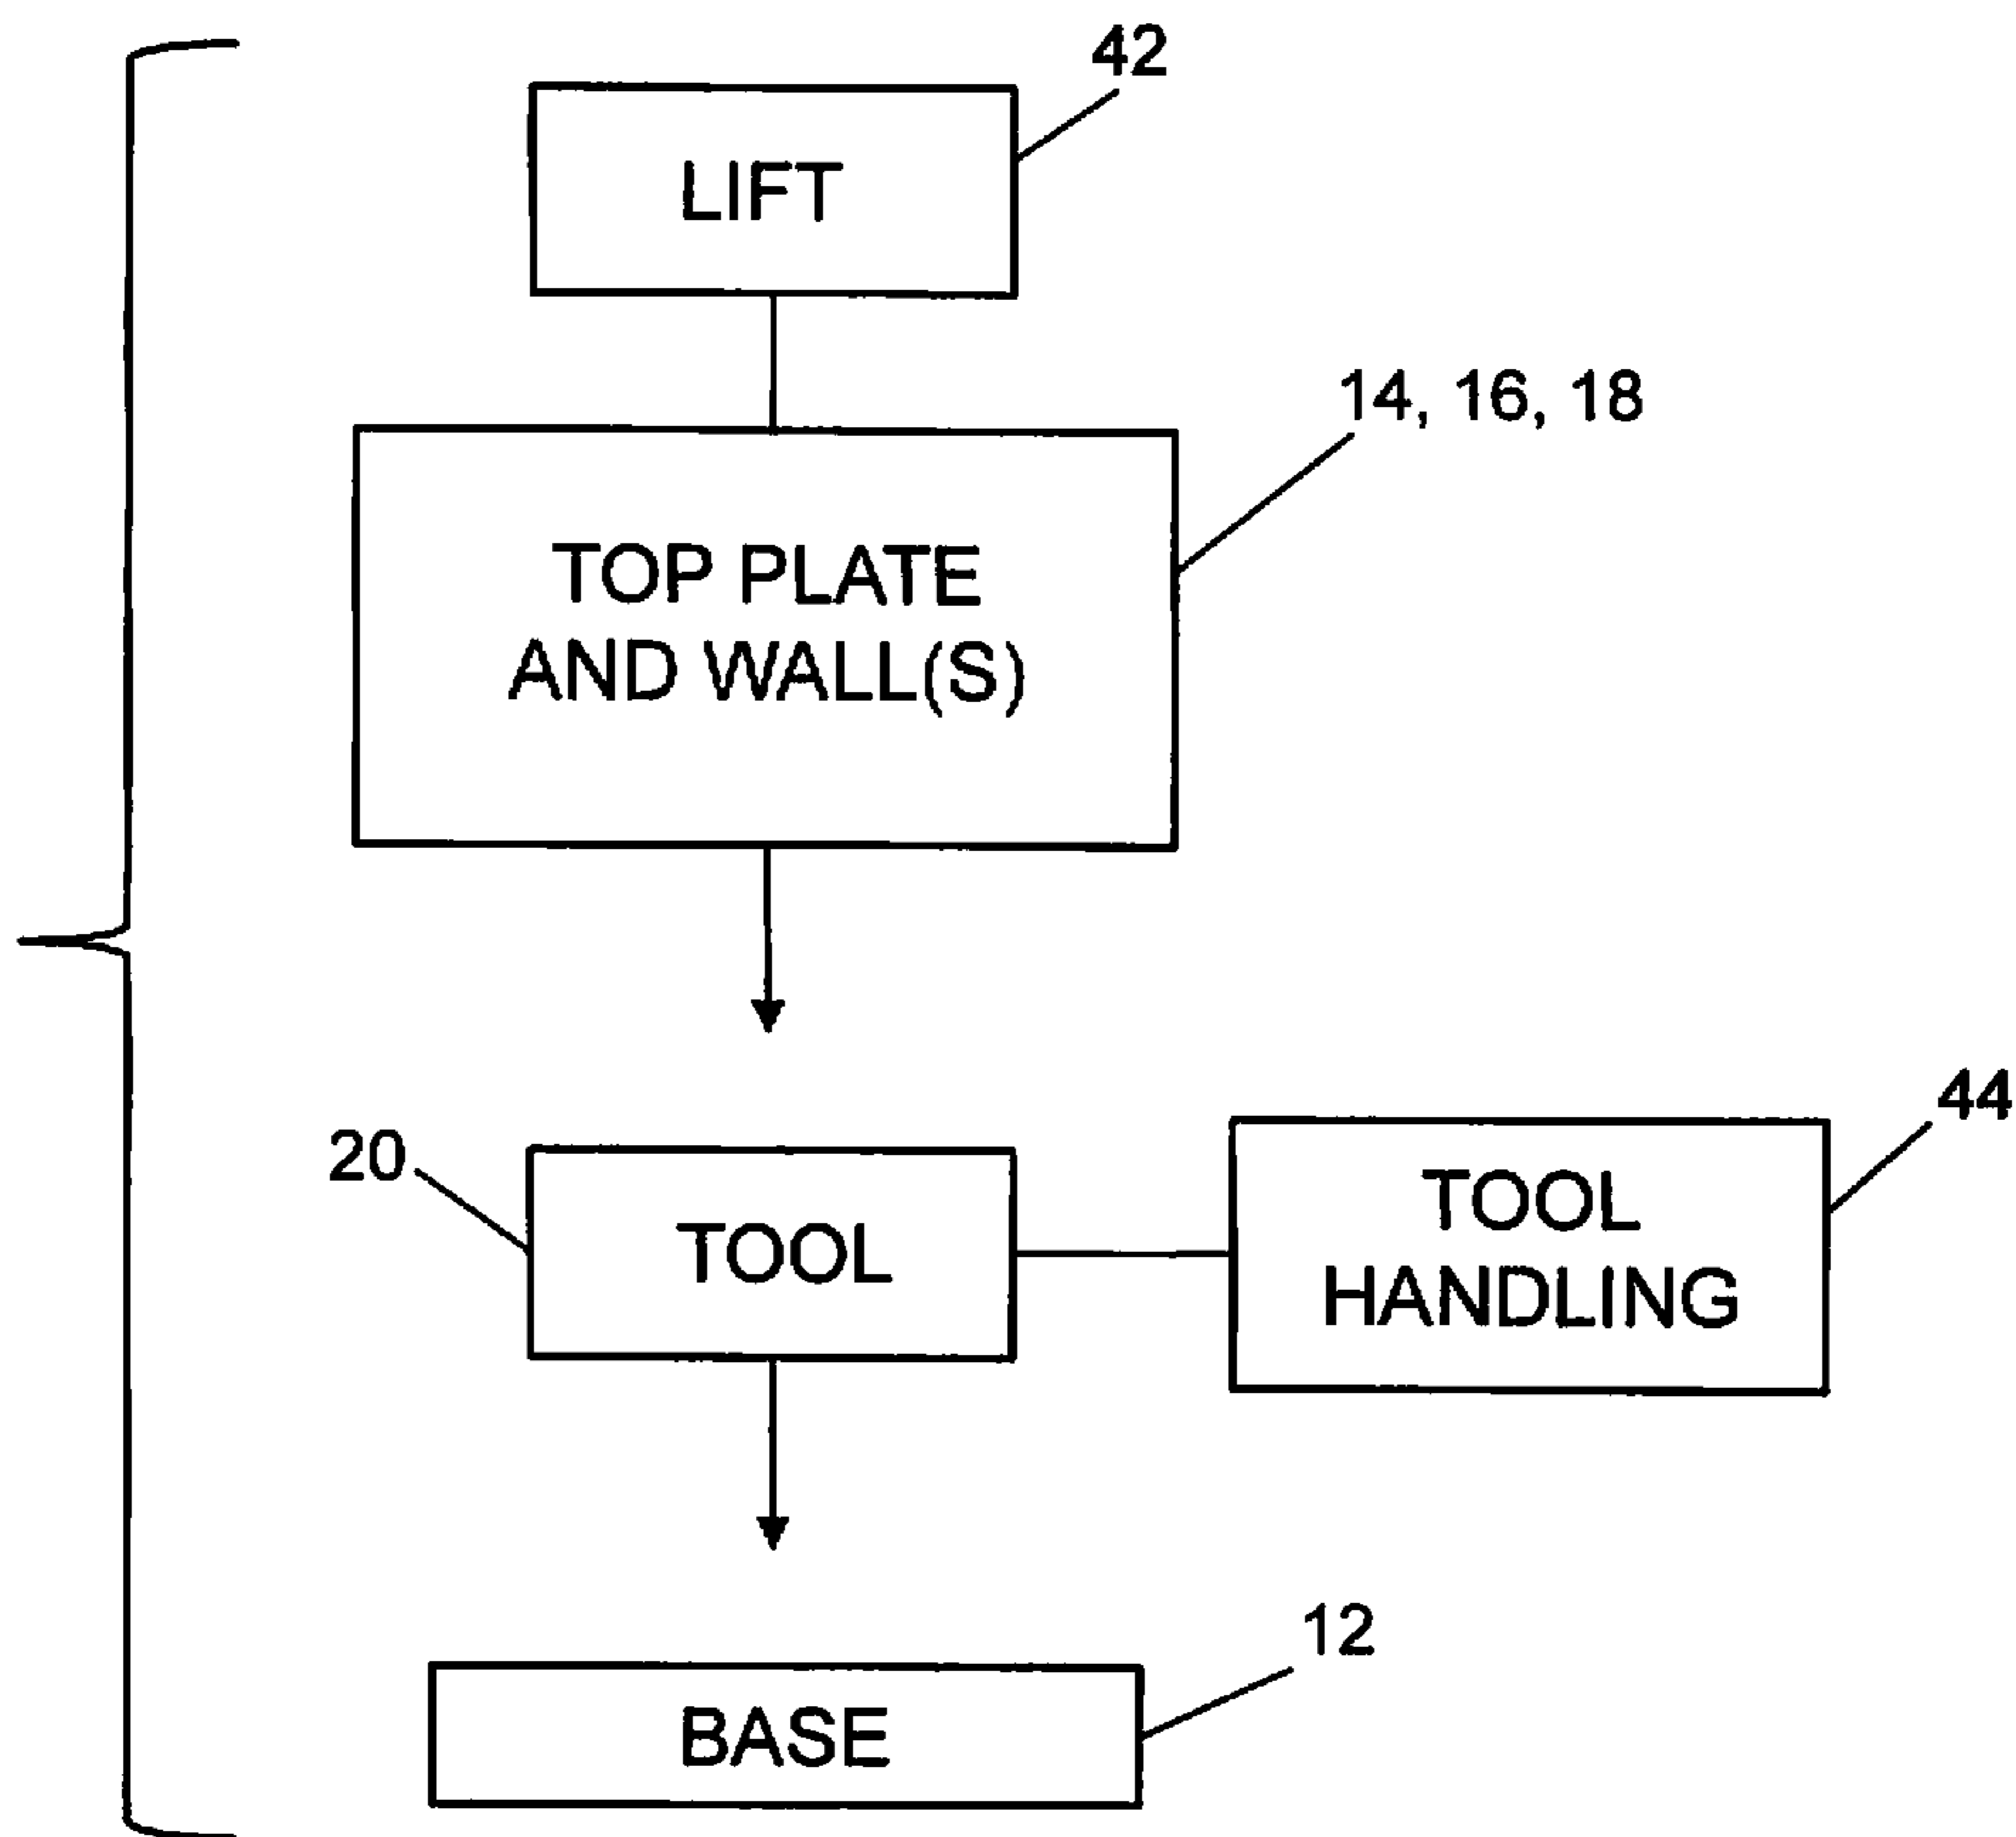 42
LIFT
14, 16, 18
TOP PLATE
AND WALL(S)
44
20
TOOL
TOOL
HANDLING
12
BASE